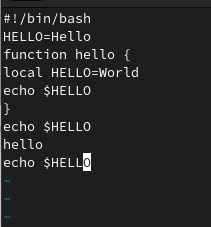 #!/bin/bash
HELLO=Hello
function hello {
local HELLO=World
echo $HELLO
}
echo $HELLO
hello
echo $HELLO
~
~
~